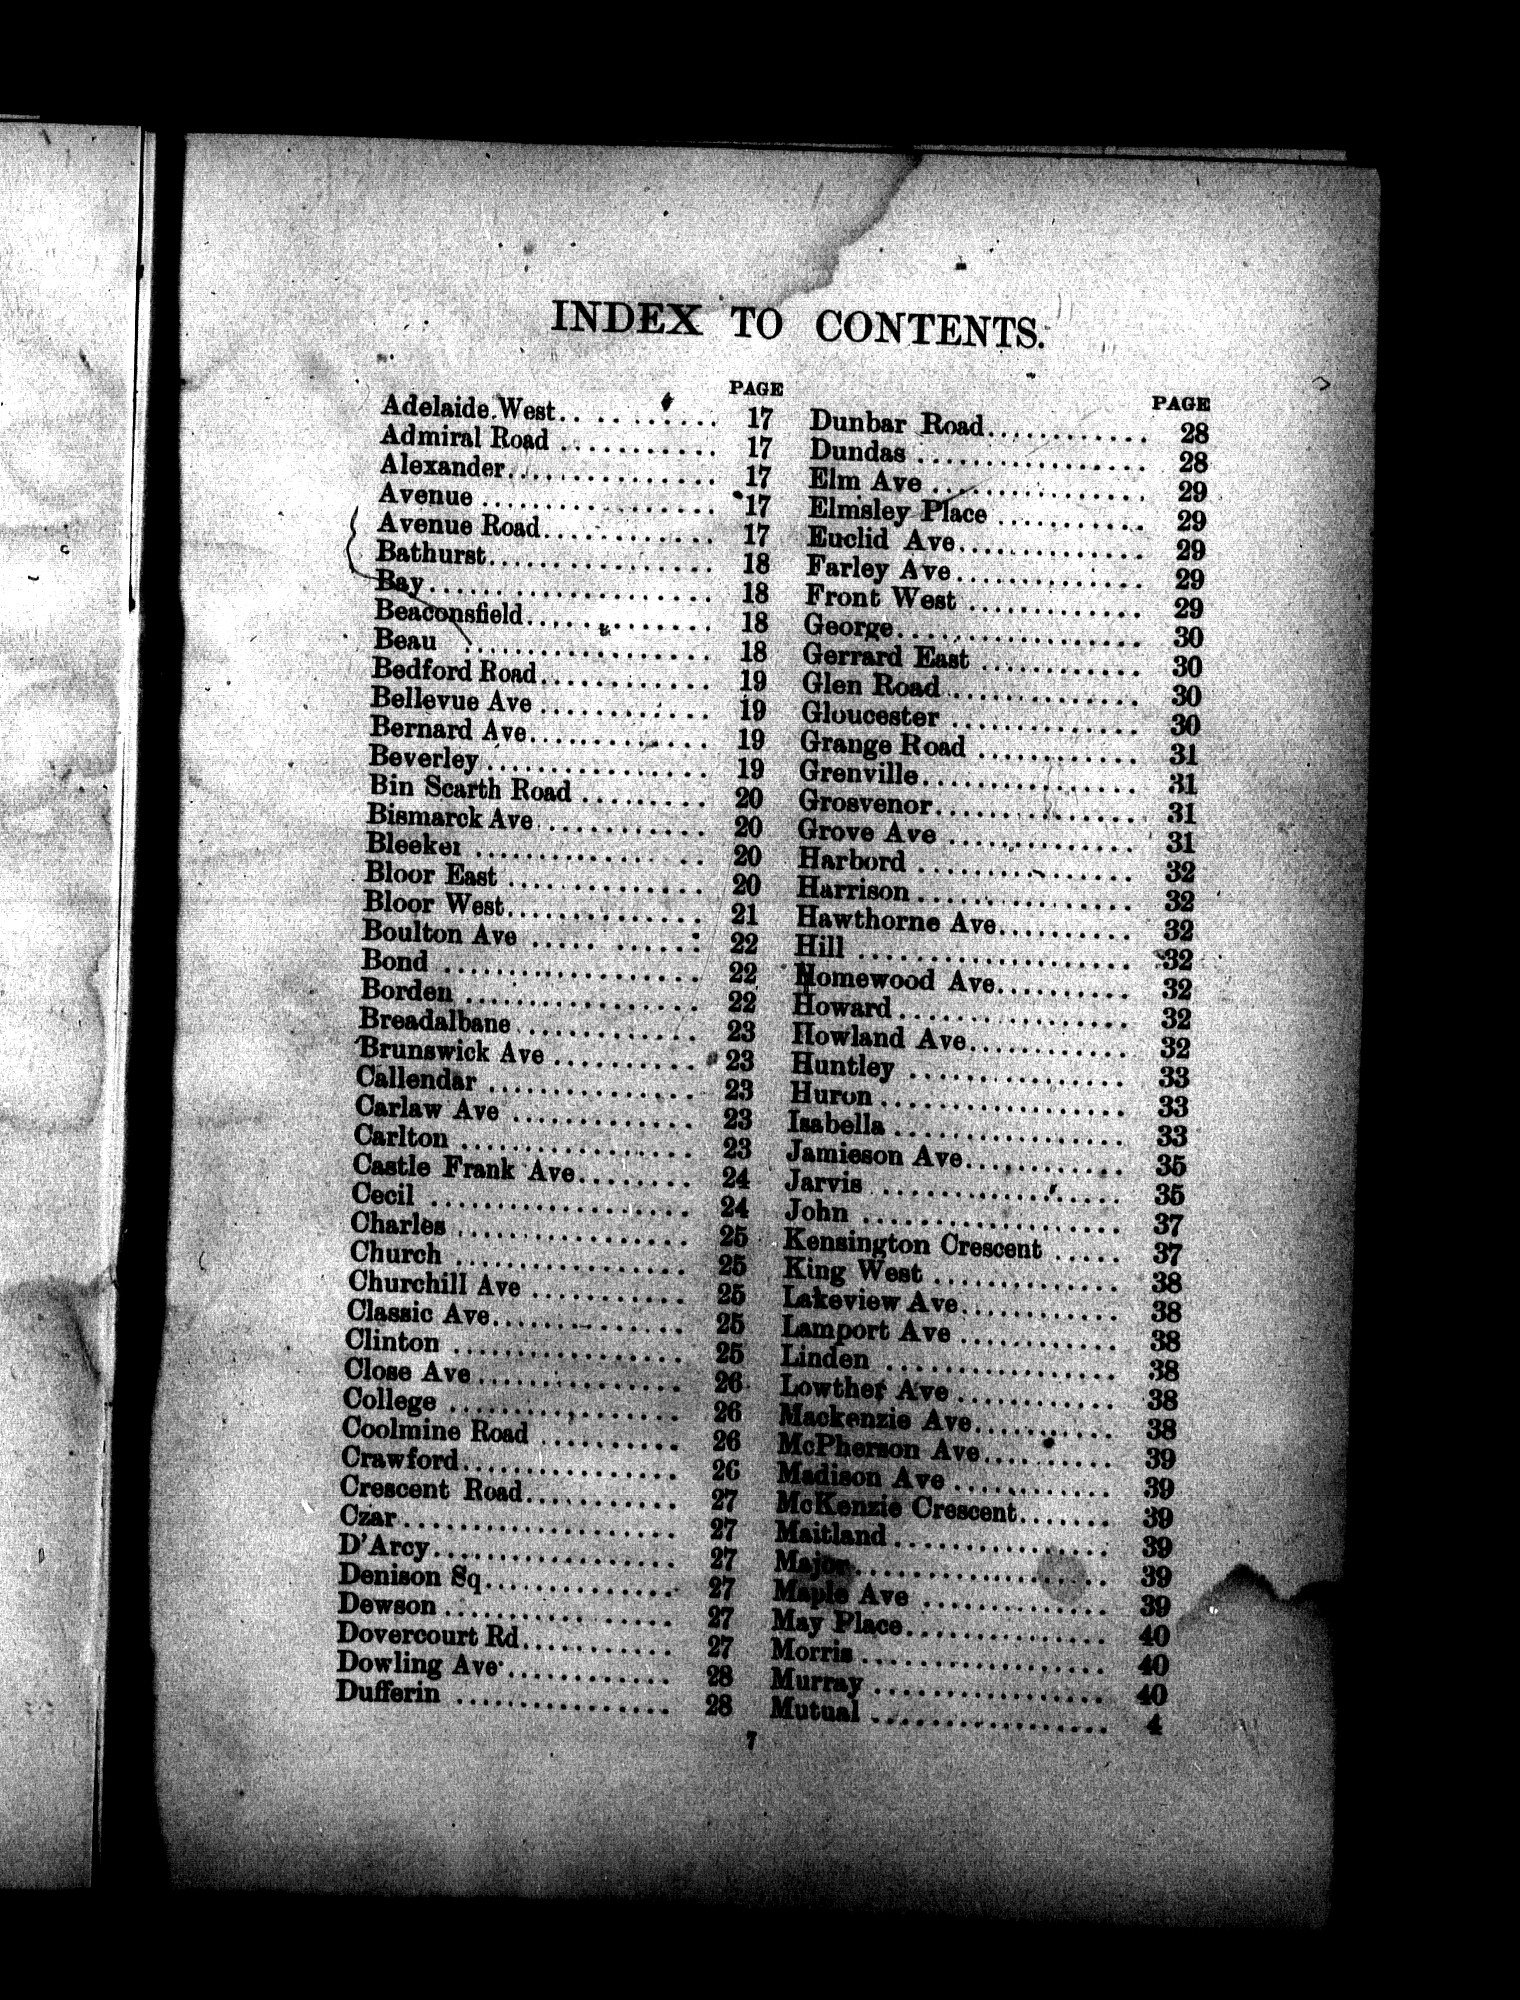 INDEX TO CONTENTS.
PAGE
Adelaide West.. .. ....... 17
Admiral Road ........... 17
Alexander............... 17
Avenue ................. 17
Avenue Road............. 17
Bathurst................ 18
Bay..................... 18
Beaconsfield............. 18
Beau .................. 18
Bedford Road............ 19
Bellevue Ave ............ 19
Bernard Ave............. 19
Beverley................ 19
Bin Scarth Road ......... 20
Bismarck Ave............ 20
Bleeker ................ 20
Bloor East .............. 20
Bloor West.............. 21
Boulton Ave ..... ...... 22
Bond .................. 22
Borden ................ 22
Breadalbane ............ 23
Brunswick Ave .......... 23
Callendar .............. 23
Carlaw Ave ............. 23
Carlton ................ 23
Castle Frank Ave........ 24
Cecil .................. 24
Charles ................ 25
Church ................ 25
Churchill Ave ........... 25
Classic Ave.............. 25
Clinton ................ 25
Close Ave .............. 26
College ................ 26
Coolmine Road .......... 26
Crawford................ 26
Crescent Road........... 27
Czar.................... 27
D'Arcy.................. 27
Denison Sq.............. 27
Dewson ................ 27
Dovercourt Rd........... 27
Dowling Ave............ 28
Dufferin ................ 28
PAGE
Dunbar Road............ 28
Dundas ................. 28
Elm Ave ................ 29
Elmsley Place ........... 29
Euclid Ave.............. 29
Farley Ave.............. 29
Front West ............. 29
George.................. 30
Gerrard East ............ 30
Glen Road............... 30
Gloucester .............. 30
Grange Road ............ 31
Grenville................ 31
Grosvenor............... 31
Grove Ave .............. 31
Harbord ................ 32
Harrison ................ 32
Hawthorne Ave.......... 32
Hill .................... 32
Homewood Ave.......... 32
Howard................. 32
Howland Ave............ 32
Huntley ................ 33
Huron .................. 33
Isabella ................. 33
Jamieson Ave............ 35
Jarvis .................. 35
John ................... 37
Kensington Crescent ..... 37
King West .............. 38
Lakeview Ave............ 38
Lamport Ave ............ 38
Linden ................. 38
Lowther Ave ............ 38
Mackenzie Ave.......... 38
McPherson Ave.......... 39
Madison Ave ............ 39
McKenzie Crescent....... 39
Maitland ................ 39
Major................... 39
Maple Ave .............. 39
May Place............... 40
Morris .................. 40
Murray ................. 40
Mutual ................. 4
7